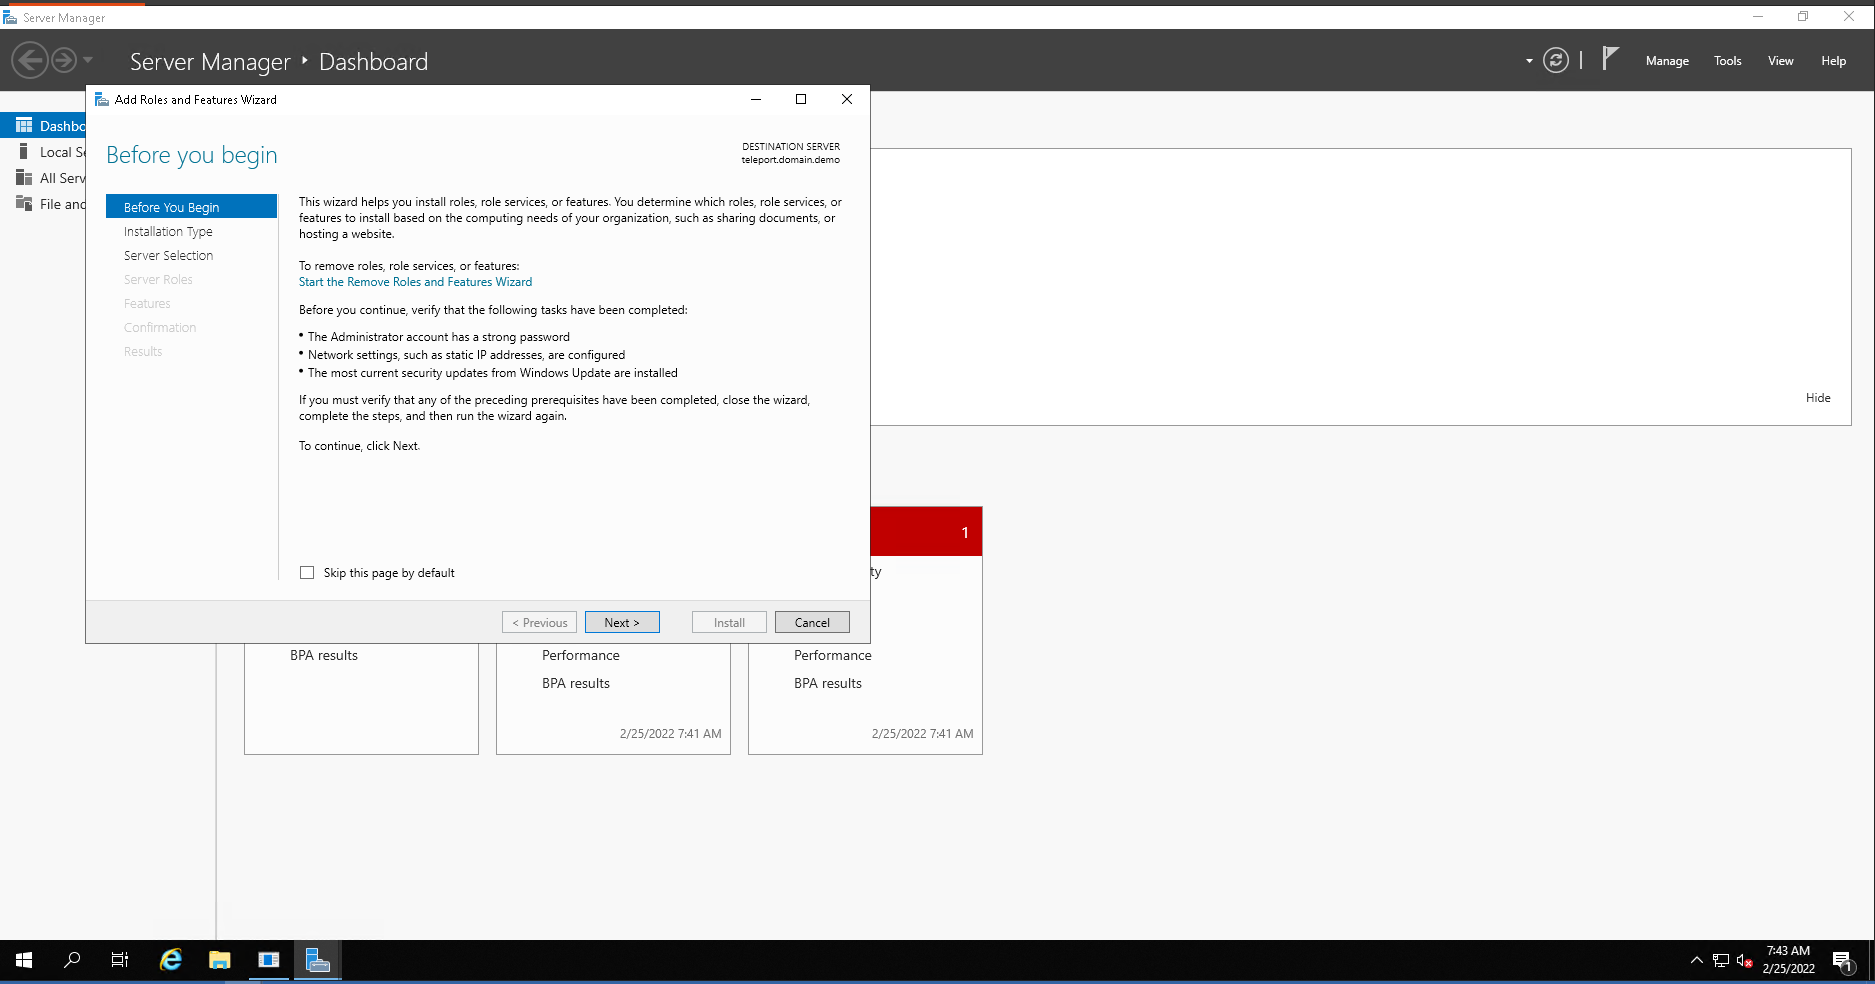 Server Manager
Server Manager ‣ Dashboard
Manage
Tools
View
Help
Add Roles and Features Wizard
Dashbo
Local Se
All Serv
File and
Before you begin
DESTINATION SERVER
teleport.domain.demo
Before You Begin
Installation Type
Server Selection
Server Roles
Features
Confirmation
Results
This wizard helps you install roles, role services, or features. You determine which roles, role services, or
features to install based on the computing needs of your organization, such as sharing documents, or
hosting a website.
To remove roles, role services, or features:
Start the Remove Roles and Features Wizard
Before you continue, verify that the following tasks have been completed:
• The Administrator account has a strong password
• Network settings, such as static IP addresses, are configured
• The most current security updates from Windows Update are installed
If you must verify that any of the preceding prerequisites have been completed, close the wizard,
complete the steps, and then run the wizard again.
To continue, click Next.
Skip this page by default
< Previous
Next >
Install
Cancel
Hide
1
ty
BPA results
Performance
BPA results
2/25/2022 7:41 AM
Performance
BPA results
2/25/2022 7:41 AM
7:43 AM
2/25/2022
1